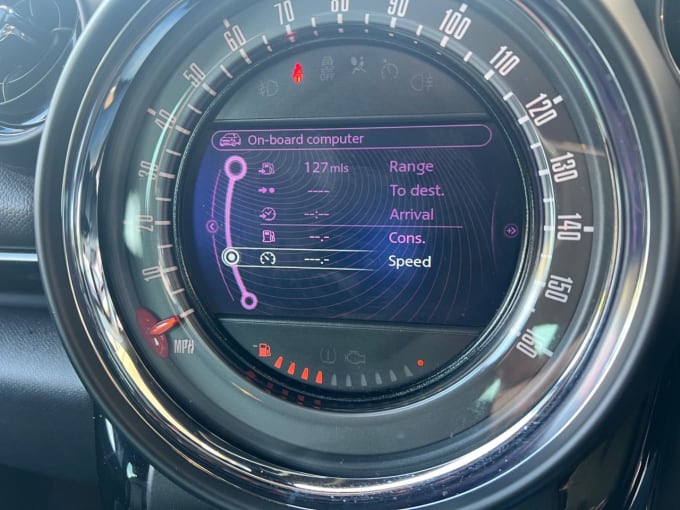 10
20
30
40
50
60
70
80
90
100
110
120
130
140
150
160
MPH
OFF
On-board computer
127 mls Range
---- To dest.
--:-- Arrival
--.- Cons.
---.- Speed